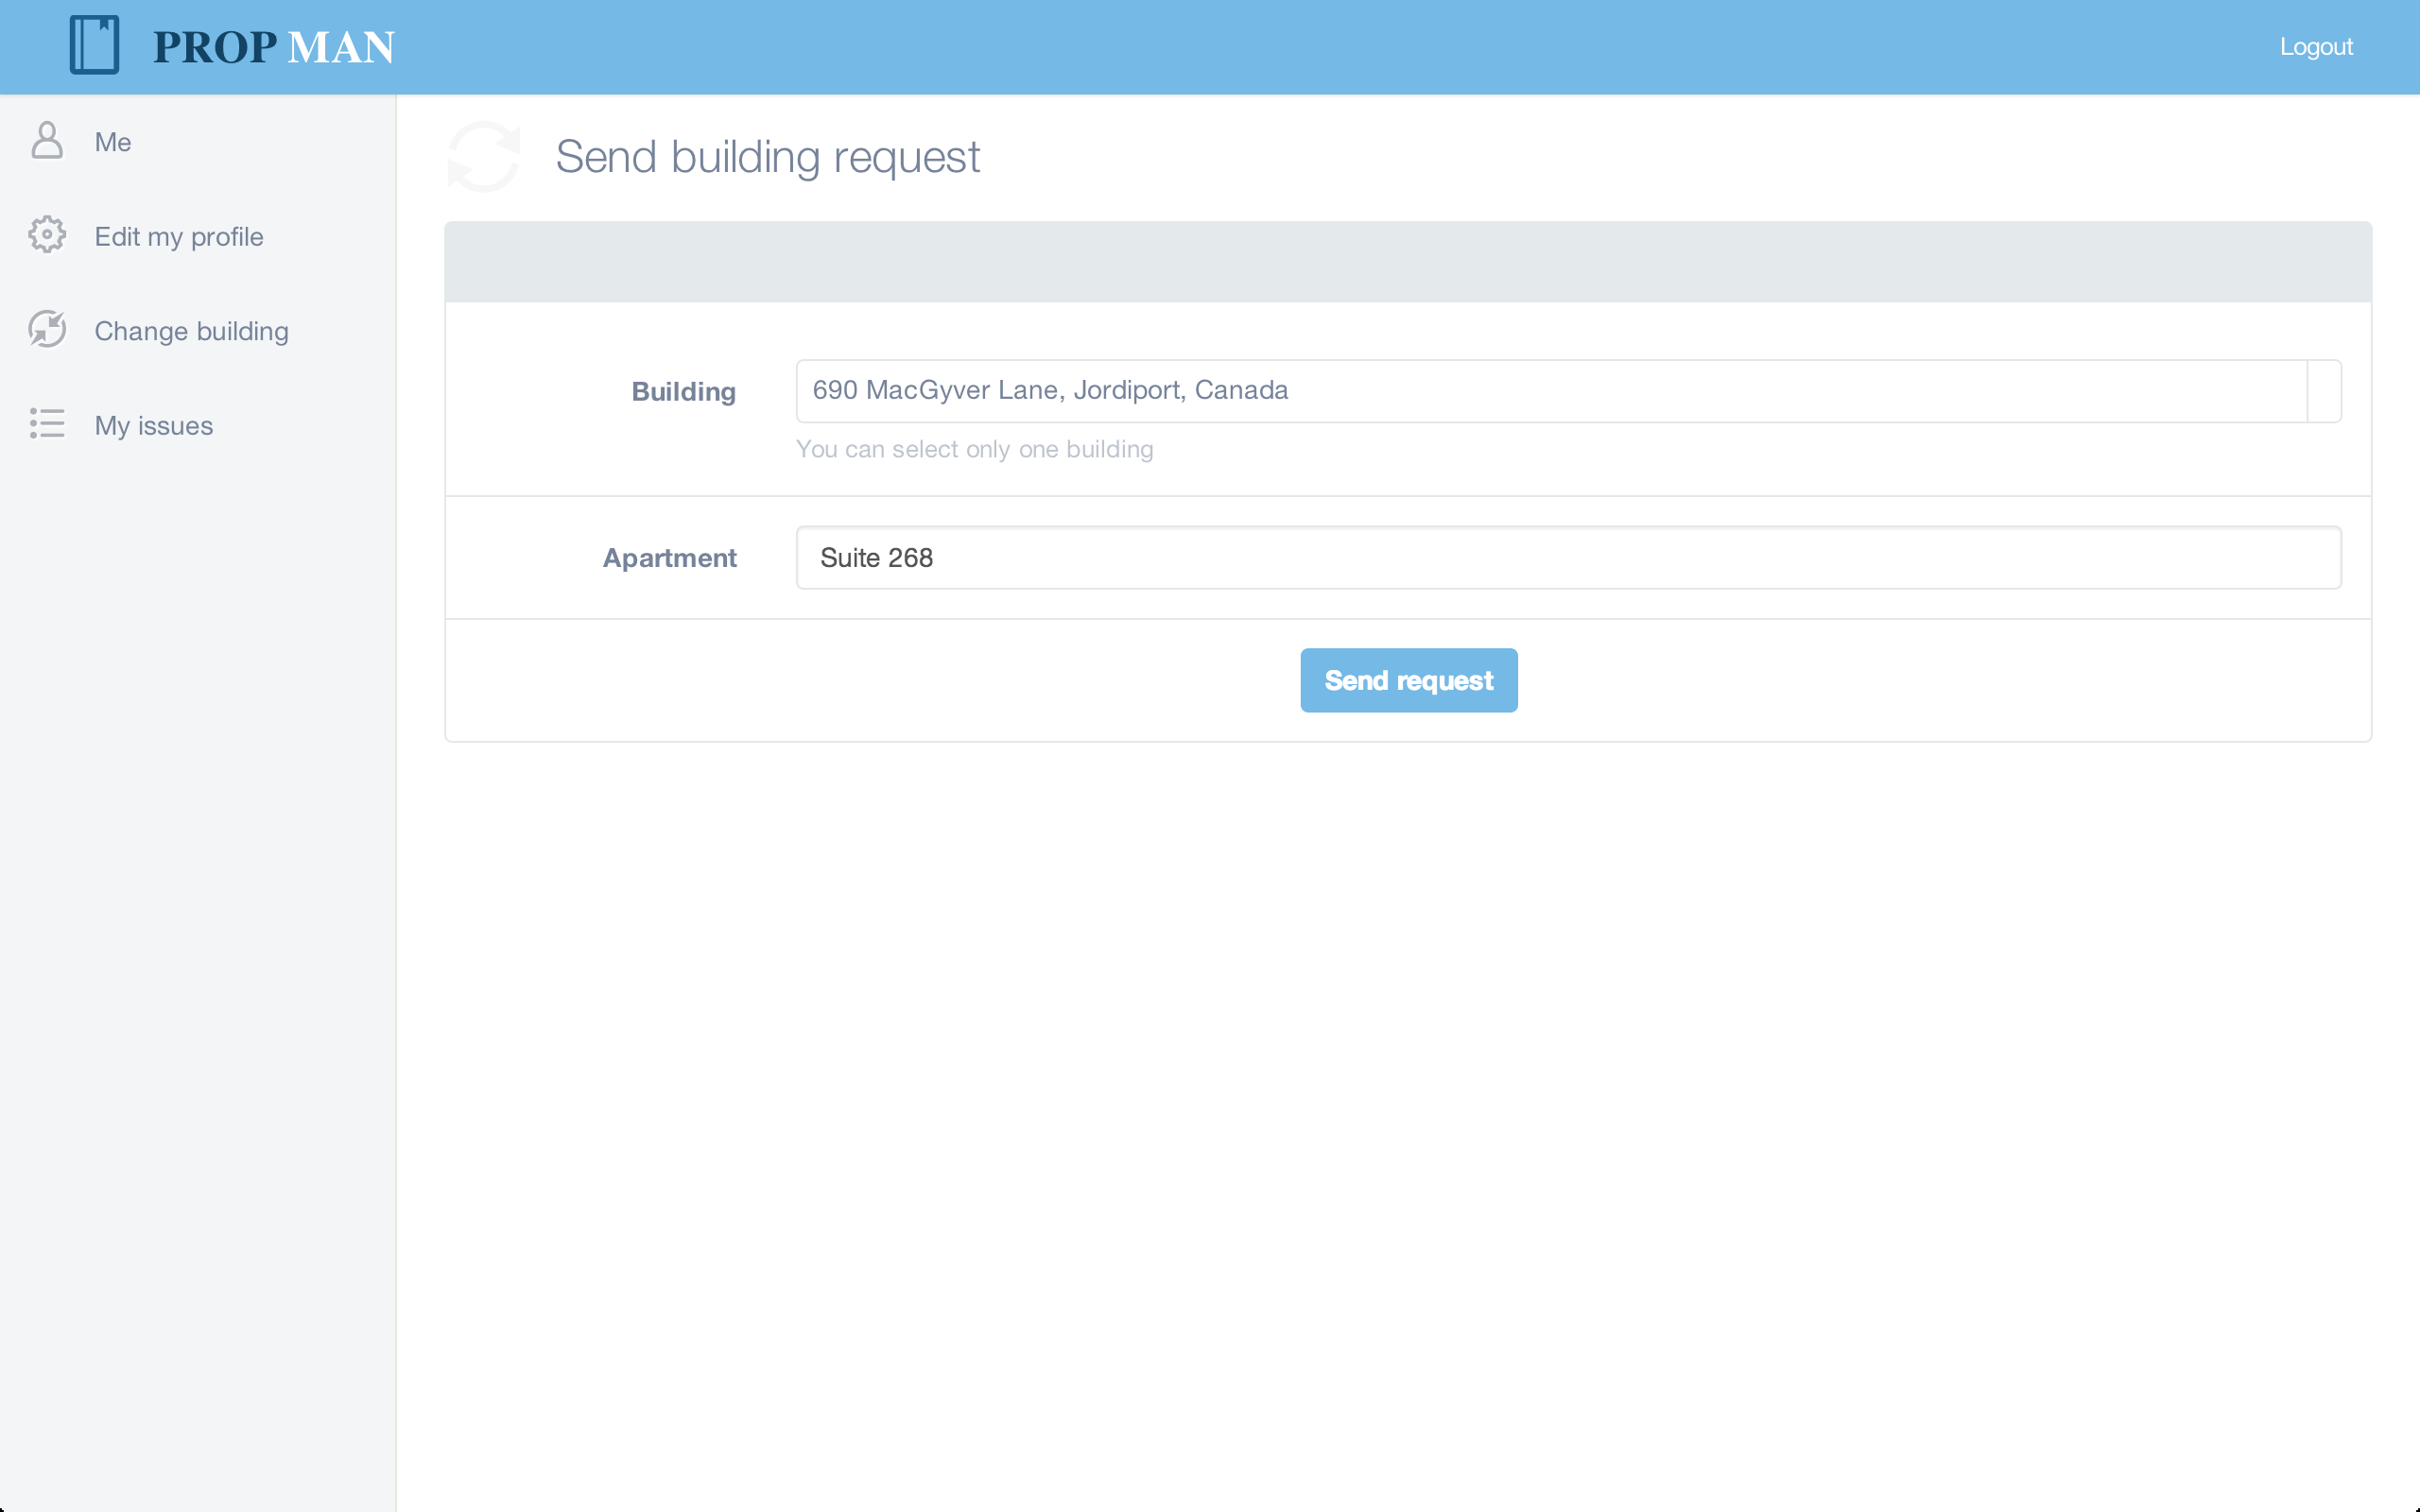 PROP MAN
Logout
Me
Edit my profile
Change building
My issues
Send building request
Building
690 MacGyver Lane, Jordiport, Canada
You can select only one building
Apartment
Suite 268
Send request